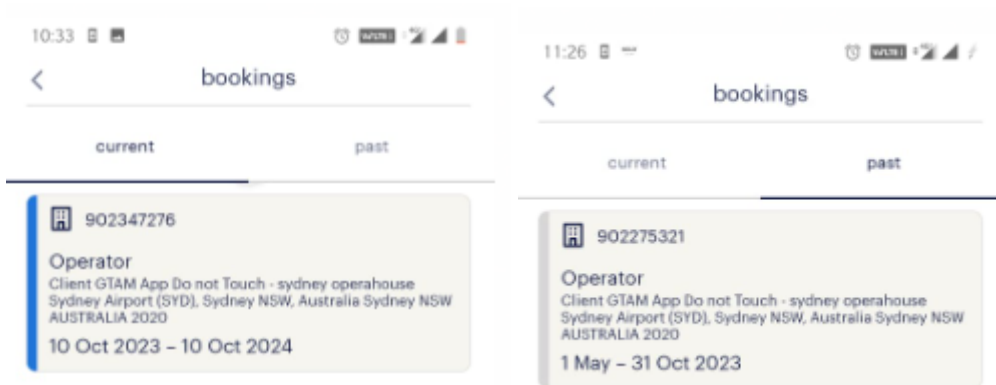 10:33
bookings
current past
902347276
Operator
Client GTAM App Do not Touch - sydney operahouse
Sydney Airport (SYD), Sydney NSW, Australia Sydney NSW
AUSTRALIA 2020
10 Oct 2023 – 10 Oct 2024
11:26
bookings
current past
902275321
Operator
Client GTAM App Do not Touch - sydney operahouse
Sydney Airport (SYD), Sydney NSW, Australia Sydney NSW
AUSTRALIA 2020
1 May – 31 Oct 2023